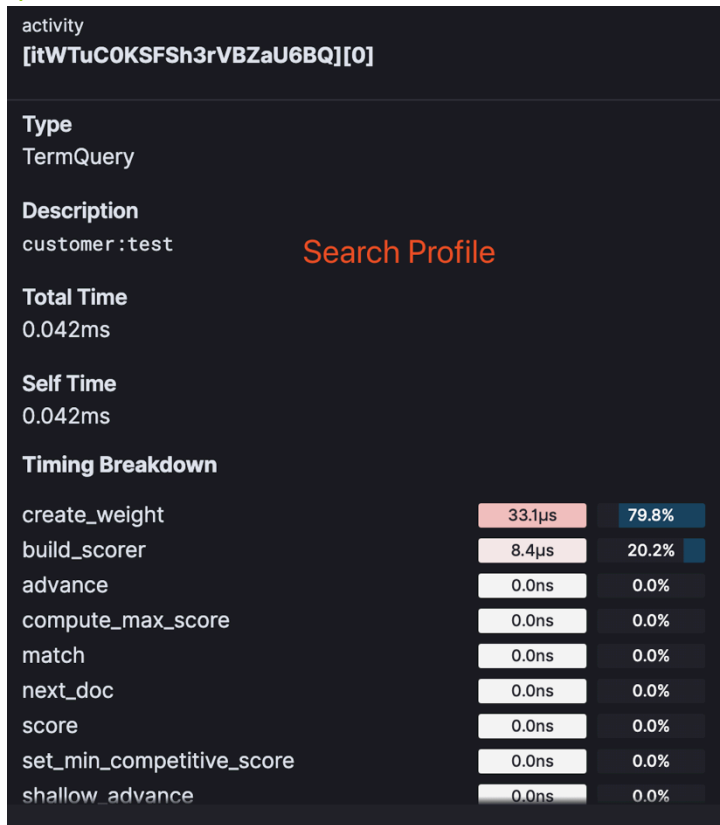 activity
[itWTuC0KSFSh3rVBZaU6BQ][0]
Type
TermQuery
Description
customer:test
Search Profile
Total Time
0.042ms
Self Time
0.042ms
Timing Breakdown
create_weight 33.1µs 79.8%
build_scorer 8.4µs 20.2%
advance 0.0ns 0.0%
compute_max_score 0.0ns 0.0%
match 0.0ns 0.0%
next_doc 0.0ns 0.0%
score 0.0ns 0.0%
set_min_competitive_score 0.0ns 0.0%
shallow_advance 0.0ns 0.0%